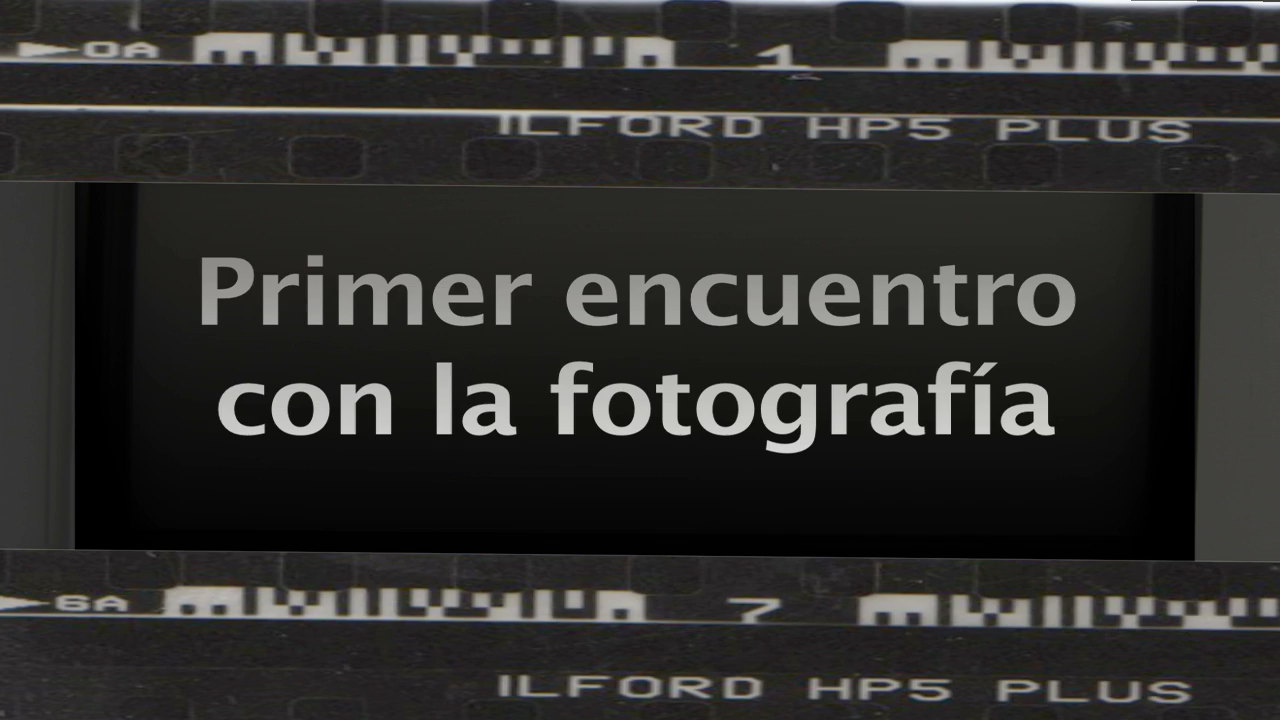 0A 1
ILFORD HP5 PLUS
Primer encuentro
con la fotografía
6A 7
ILFORD HP5 PLUS